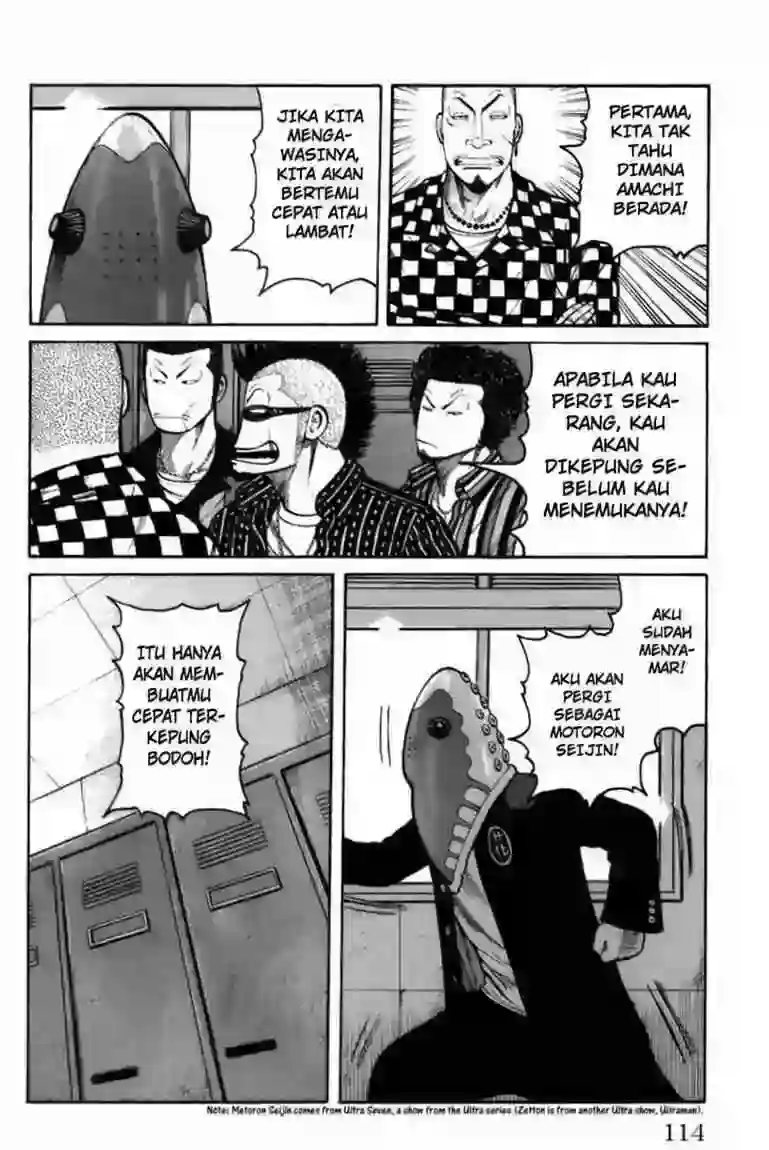 PERTAMA,
KITA TAK
TAHU
DIMANA
AMACHI
BERADA!
JIKA KITA
MENGA-
WASINYA,
KITA AKAN
BERTEMU
CEPAT ATAU
LAMBAT!
APABILA KAU
PERGI SEKA-
RANG, KAU
AKAN
DIKEPUNG SE-
BELUM KAU
MENEMUKANYA!
AKU
SUDAH
MENYA-
MAR!
AKU AKAN
PERGI
SEBAGAI
MOTORON
SEIJIN!
ITU HANYA
AKAN MEM-
BUATMU
CEPAT TER-
KEPUNG
BODOH!
Note: Metoron Seijin comes from Ultra Seven, a show from the Ultra series (Zetton is from another Ultra show, Ultraman).
114